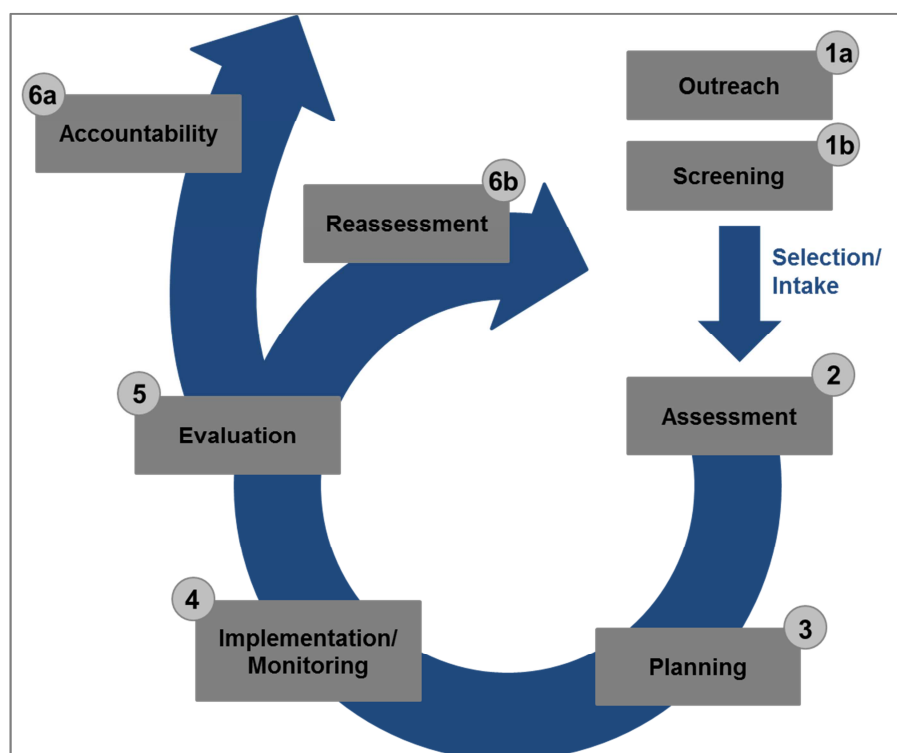 1a
Outreach
1b
Screening
Selection/
Intake
2
Assessment
3
Planning
4
Implementation/
Monitoring
5
Evaluation
6a
Accountability
6b
Reassessment